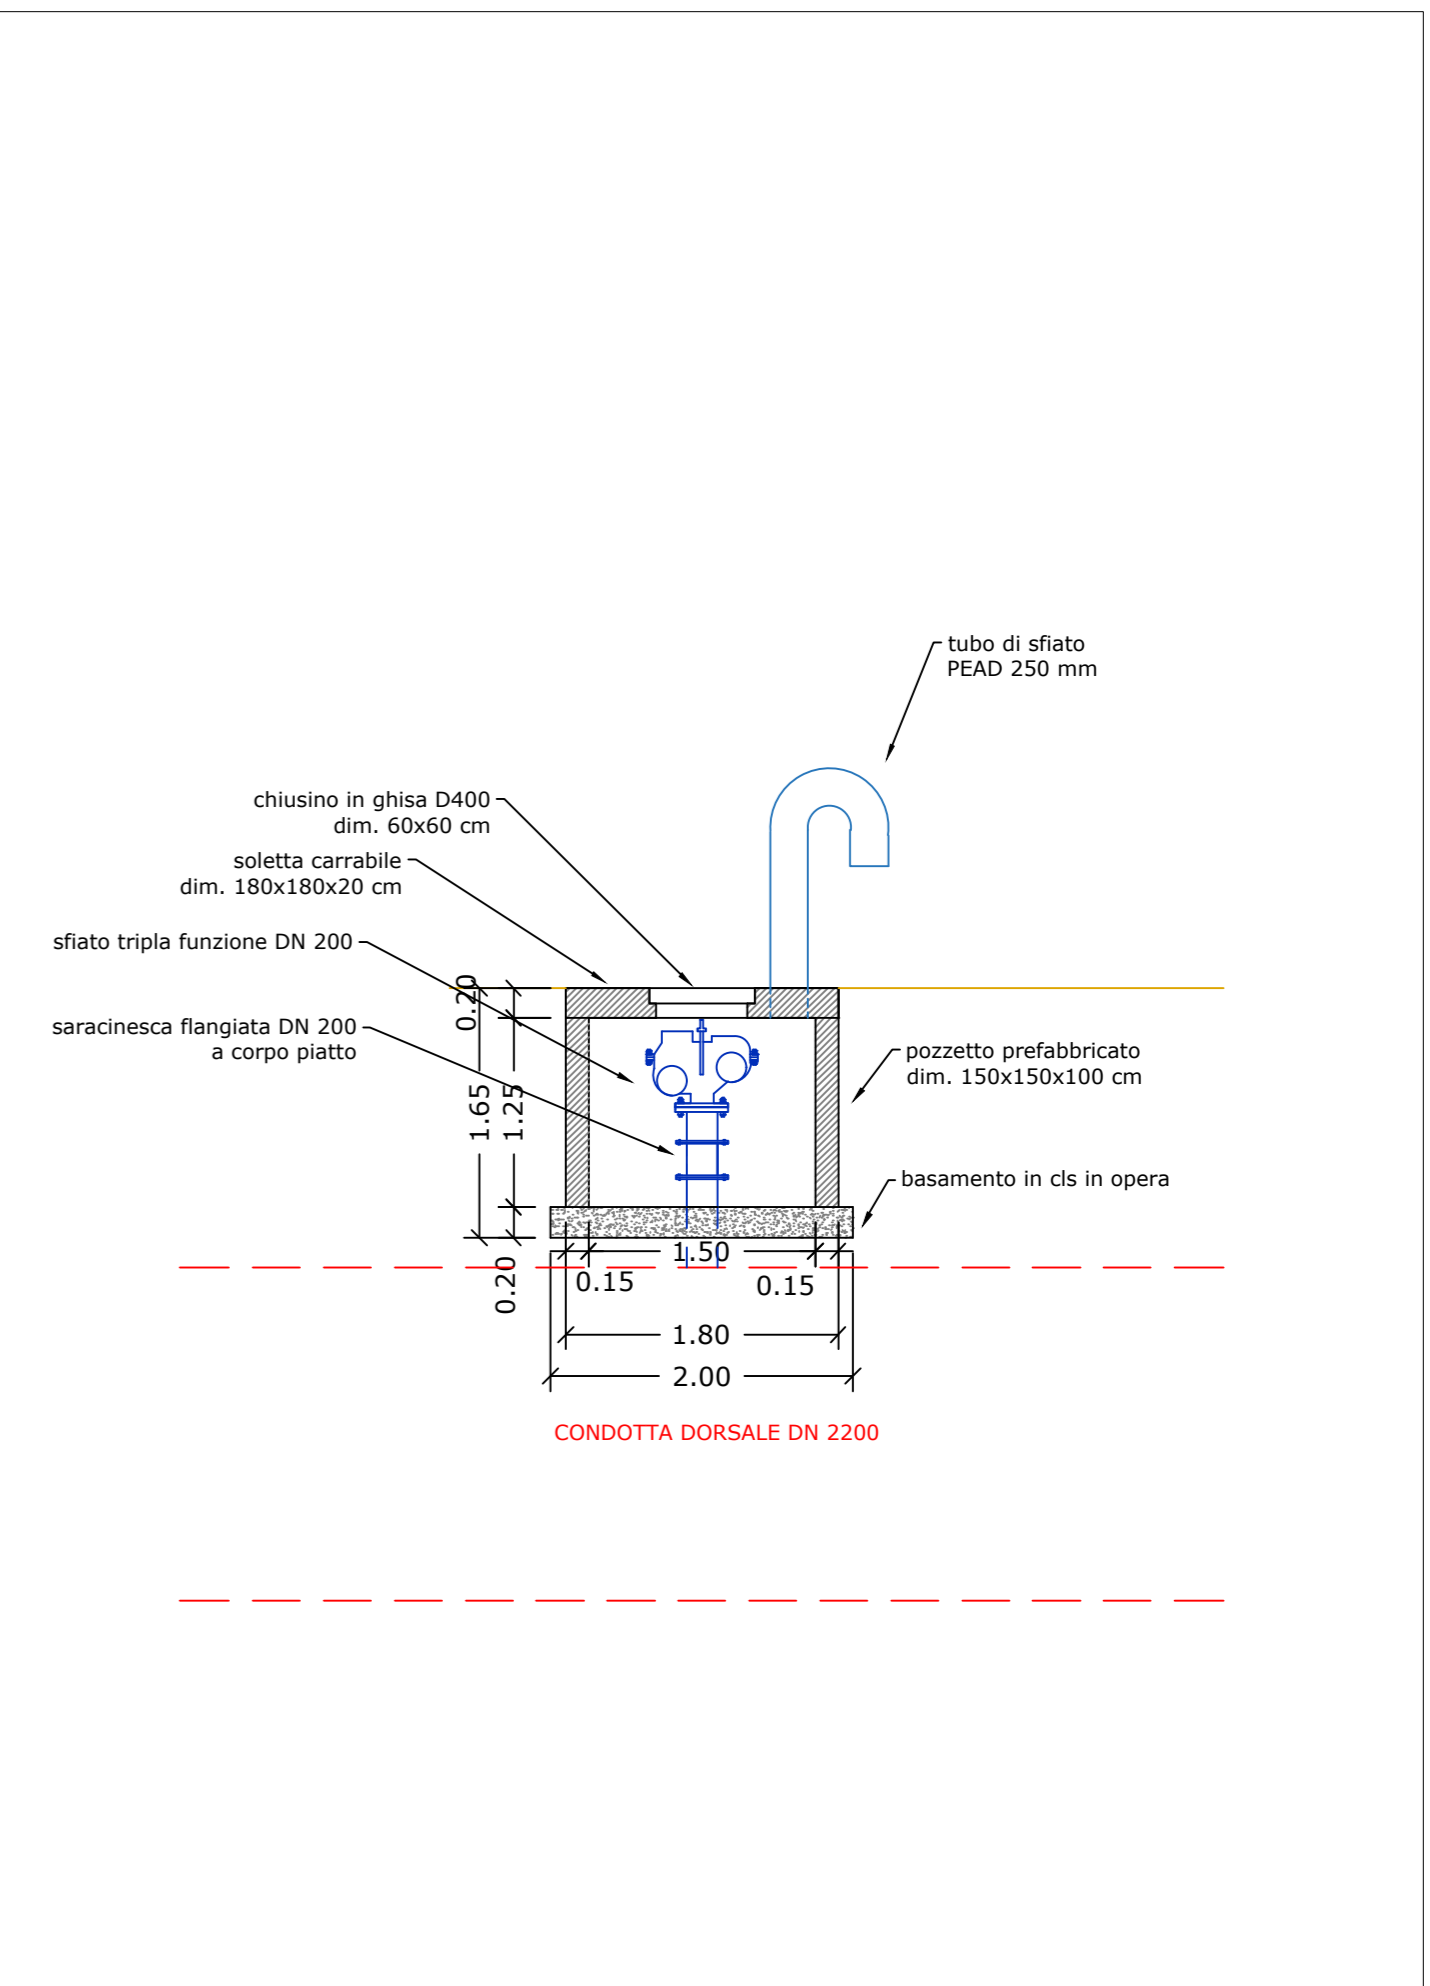 tubo di sfiato
PEAD 250 mm
chiusino in ghisa D400
dim. 60x60 cm
soletta carrabile
dim. 180x180x20 cm
sfiato tripla funzione DN 200
saracinesca flangiata DN 200
a corpo piatto
0.20
1.65
1.25
0.20
pozzetto prefabbricato
dim. 150x150x100 cm
basamento in cls in opera
1.50
0.15
0.15
1.80
2.00
CONDOTTA DORSALE DN 2200